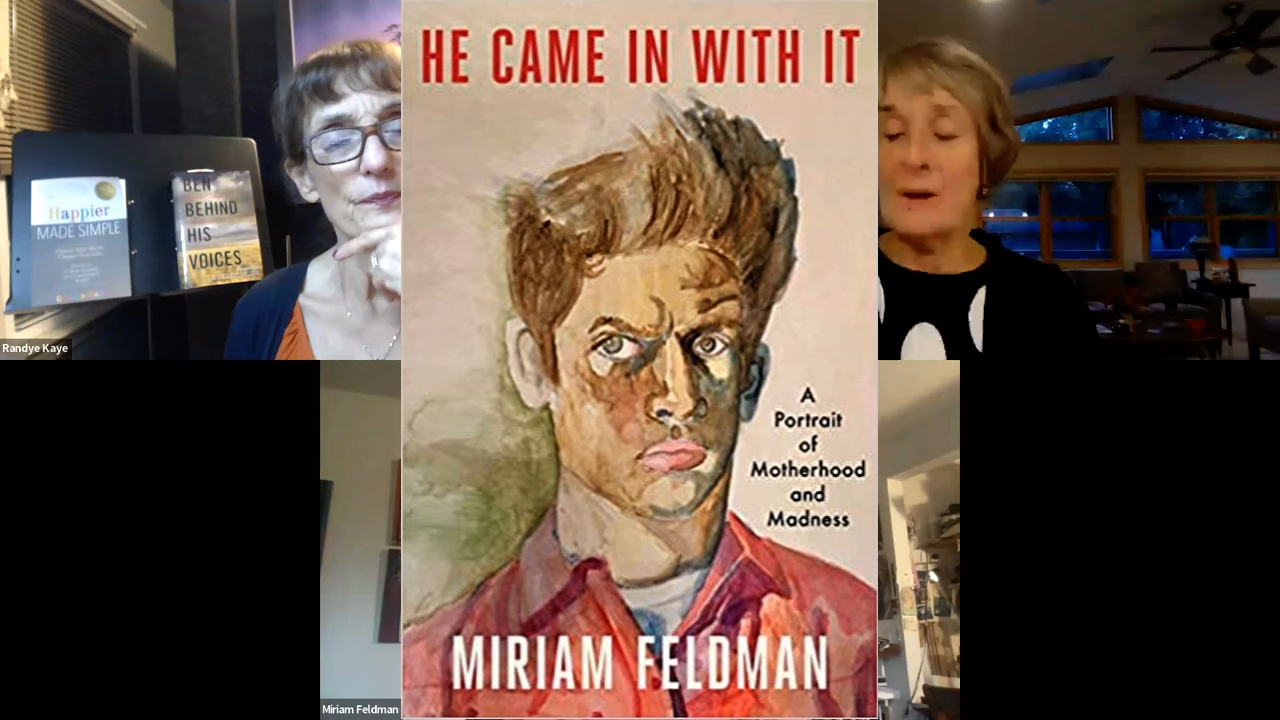 HE CAME IN WITH IT
Happier
MADE SIMPLE
BEN
BEHIND
HIS
VOICES
Randye Kaye
A
Portrait
of
Motherhood
and
Madness
MIRIAM FELDMAN
Miriam Feldman